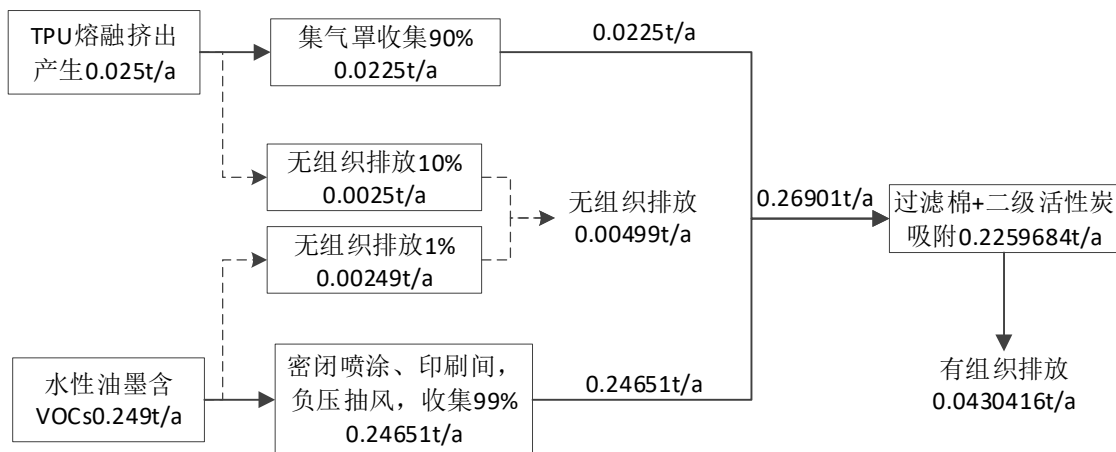 TPU熔融挤出
产生0.025t/a
集气罩收集90%
0.0225t/a
0.0225t/a
无组织排放10%
0.0025t/a
无组织排放1%
0.00249t/a
无组织排放
0.00499t/a
0.26901t/a
过滤棉+二级活性炭
吸附0.2259684t/a
水性油墨含
VOCs0.249t/a
密闭喷涂、印刷间，
负压抽风，收集99%
0.24651t/a
0.24651t/a
有组织排放
0.0430416t/a